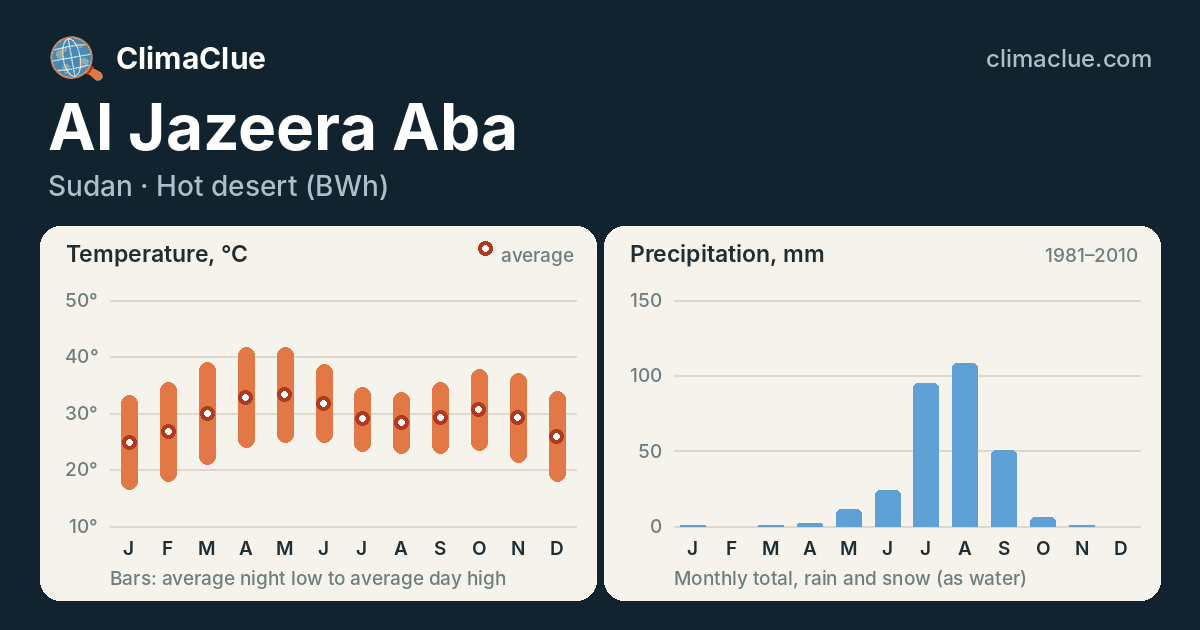 ClimaClue
climaclue.com
Al Jazeera Aba
Sudan · Hot desert (BWh)
Temperature, °C
average
50°
40°
30°
20°
10°
J F M A M J J A S O N D
Bars: average night low to average day high
Precipitation, mm
1981–2010
150
100
50
0
J F M A M J J A S O N D
Monthly total, rain and snow (as water)